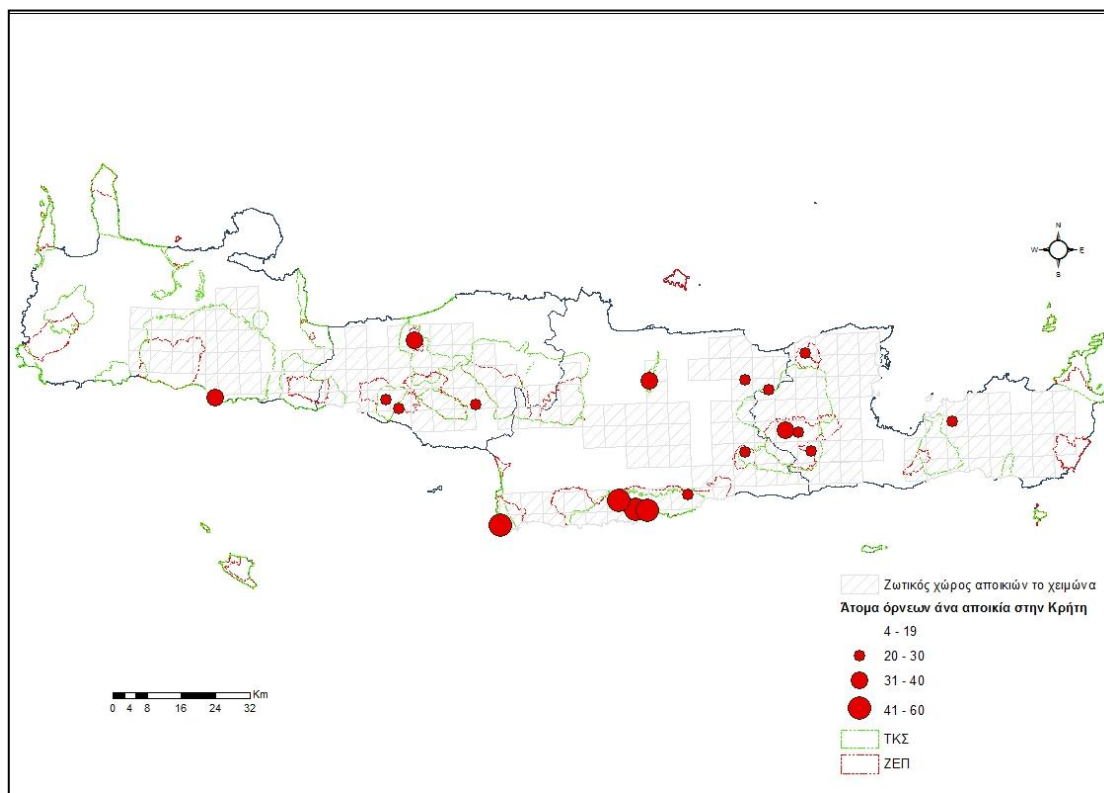 N
W E
S
Ζωτικός χώρος αποικιών το χειμώνα
Άτομα όρνεων άνα αποικία στην Κρήτη
4 - 19
20 - 30
31 - 40
41 - 60
ΤΚΣ
ΖΕΠ
Km
0 4 8 16 24 32